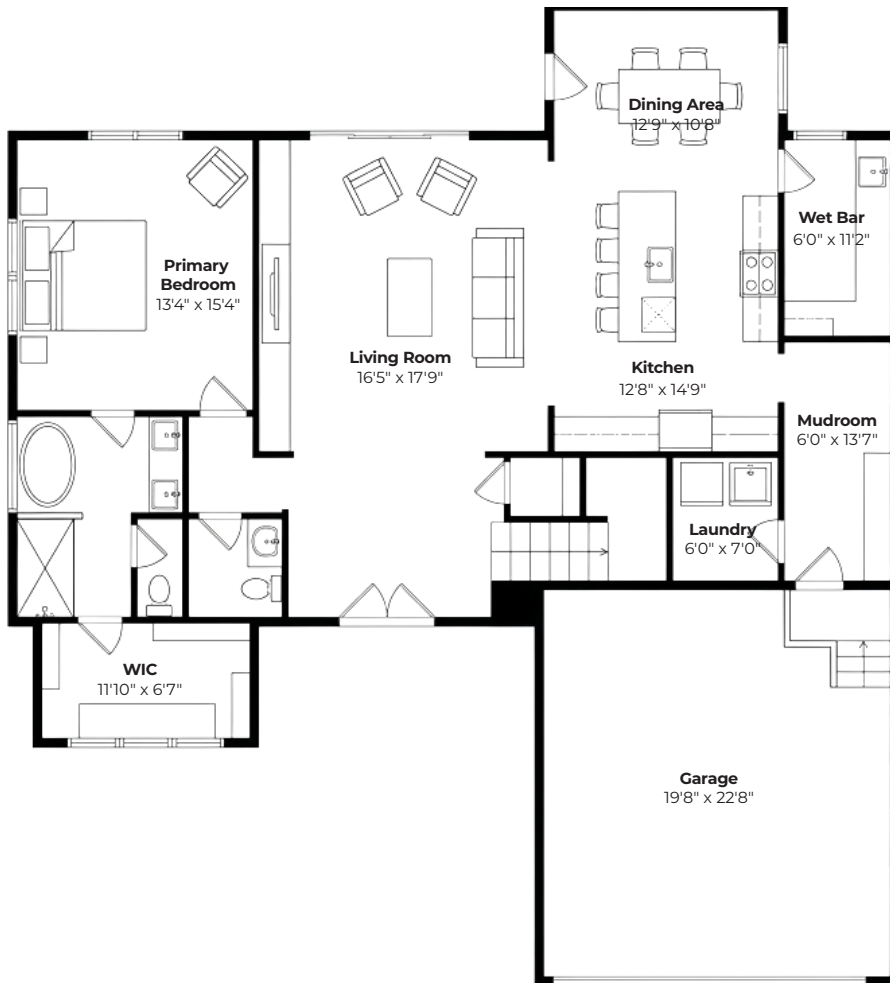 Dining Area
12'9" x 10'8"
Wet Bar
6'0" x 11'2"
Primary
Bedroom
13'4" x 15'4"
Living Room
16'5" x 17'9"
Kitchen
12'8" x 14'9"
Mudroom
6'0" x 13'7"
Laundry
6'0" x 7'0"
WIC
11'10" x 6'7"
Garage
19'8" x 22'8"